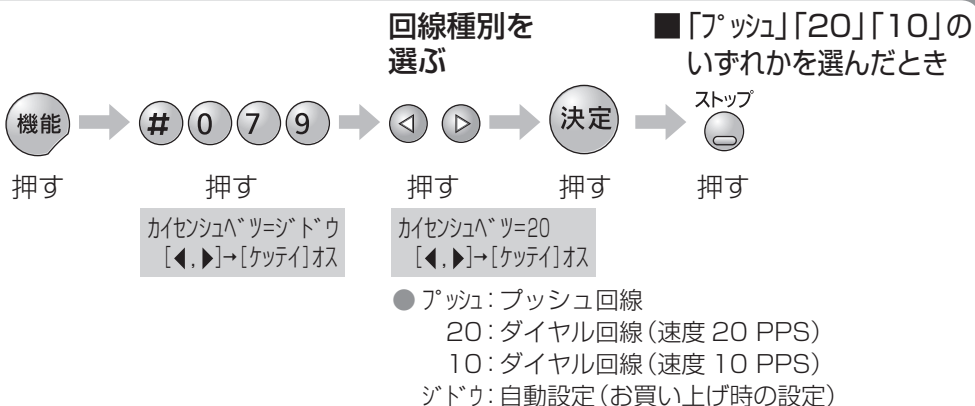 回線種別を
選ぶ
■「ﾌﾟｯｼｭ」「20」「10」の
いずれかを選んだとき
機能
#079
決定
ストップ
押す
押す
押す
押す
押す
ｶｲｾﾝｼｭﾍﾞﾂ=ｼﾞﾄﾞｳ
[◀,▶]→[ｹｯﾃｲ]ｵｽ
ｶｲｾﾝｼｭﾍﾞﾂ=20
[◀,▶]→[ｹｯﾃｲ]ｵｽ
●ﾌﾟｯｼｭ：プッシュ回線
20：ダイヤル回線（速度 20 PPS）
10：ダイヤル回線（速度 10 PPS）
ｼﾞﾄﾞｳ：自動設定（お買い上げ時の設定）